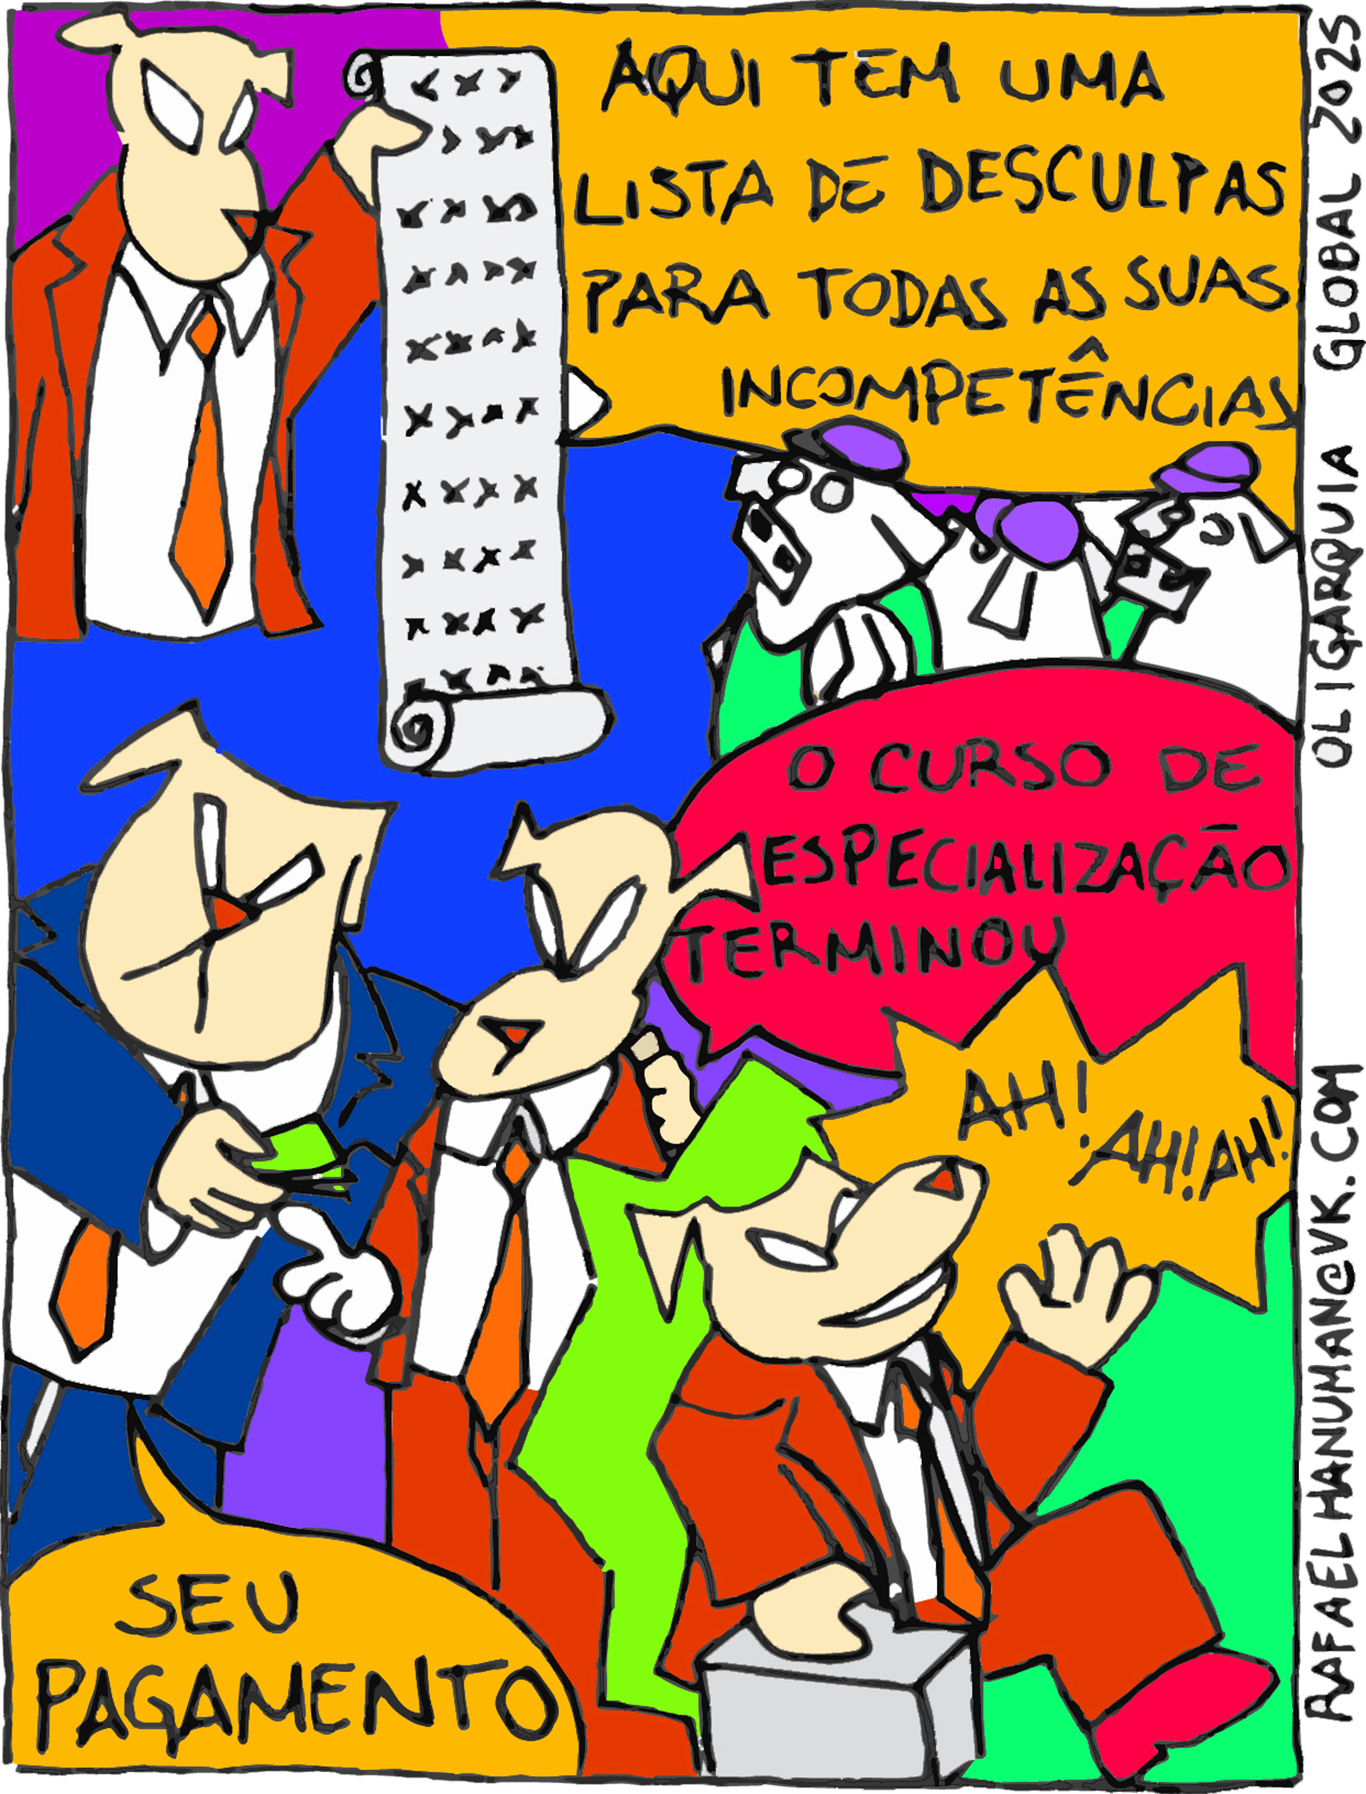 AQUI TEM UMA
LISTA DE DESCULPAS
PARA TODAS AS SUAS
INCOMPETÊNCIAS
O CURSO DE
ESPECIALIZAÇÃO
TERMINOU
AH!
AH! AH!
SEU
PAGAMENTO
OLIGARQUIA GLOBAL 2025
RAFAELHANUMAN@VK.COM